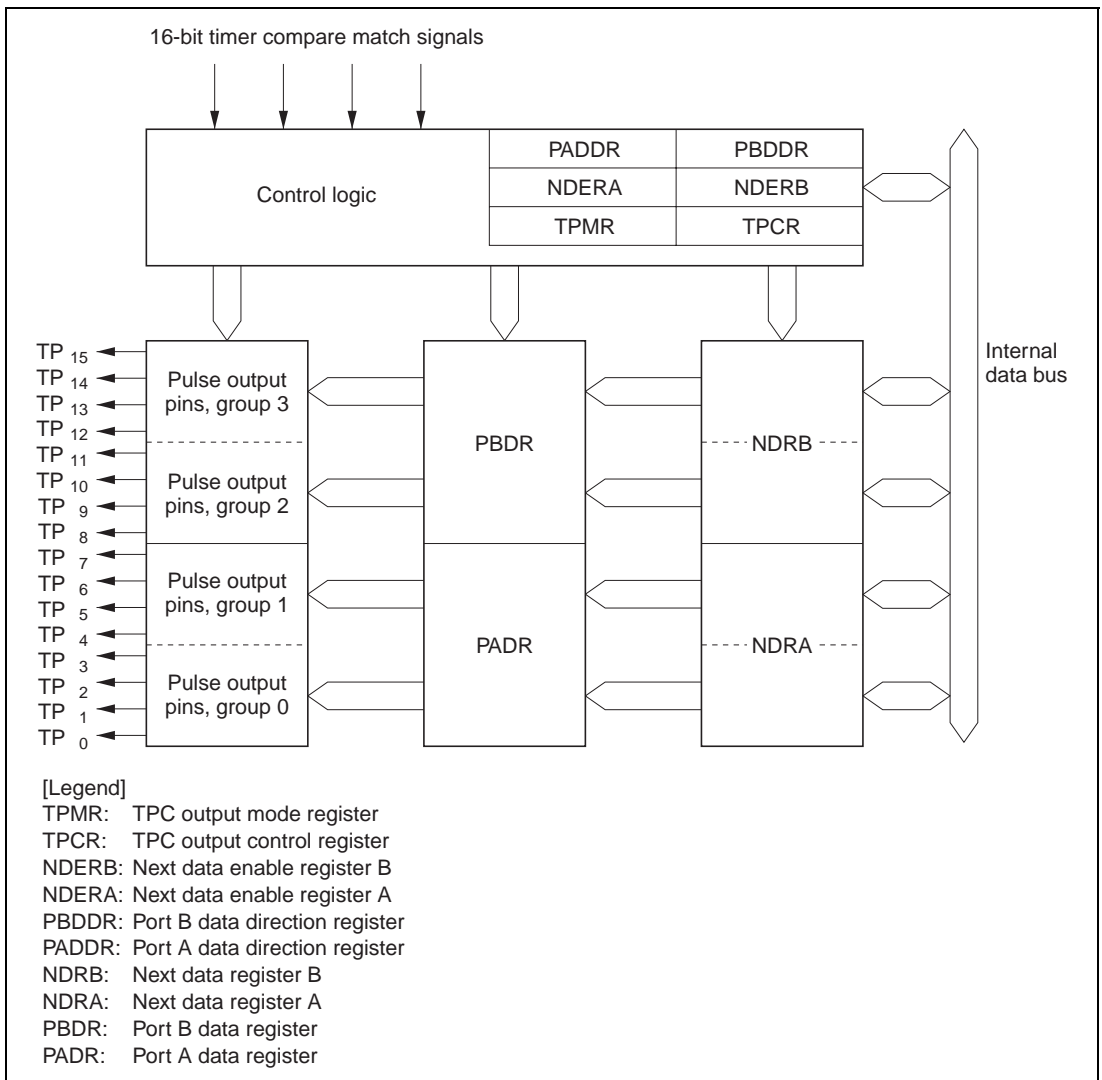 16-bit timer compare match signals
Control logic
PADDR PBDDR
NDERA NDERB
TPMR TPCR
Internal
data bus
TP 15
TP 14
TP 13
TP 12
TP 11
TP 10
TP 9
TP 8
TP 7
TP 6
TP 5
TP 4
TP 3
TP 2
TP 1
TP 0
Pulse output
pins, group 3
Pulse output
pins, group 2
Pulse output
pins, group 1
Pulse output
pins, group 0
PBDR
PADR
NDRB
NDRA
[Legend]
TPMR: TPC output mode register
TPCR: TPC output control register
NDERB: Next data enable register B
NDERA: Next data enable register A
PBDDR: Port B data direction register
PADDR: Port A data direction register
NDRB: Next data register B
NDRA: Next data register A
PBDR: Port B data register
PADR: Port A data register